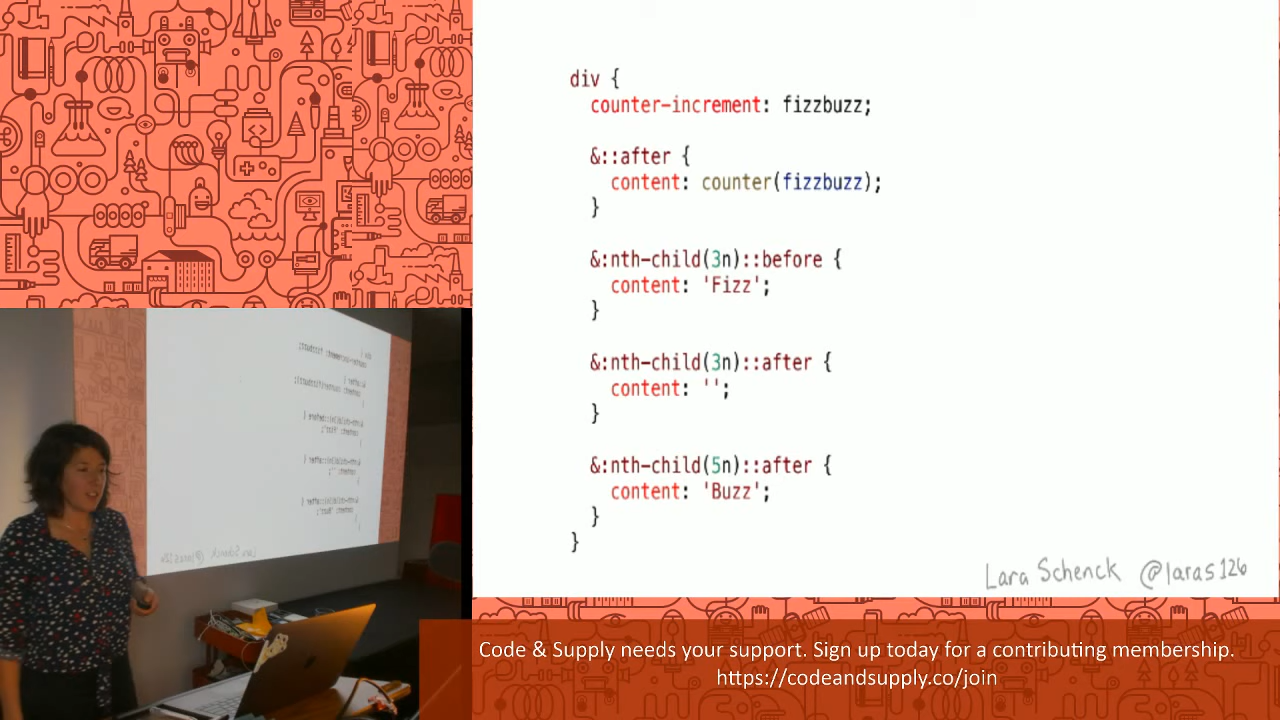 div {
counter-increment: fizzbuzz;
&::after {
content: counter(fizzbuzz);
}
&:nth-child(3n)::before {
content: 'Fizz';
}
&:nth-child(3n)::after {
content: '';
}
&:nth-child(5n)::after {
content: 'Buzz';
}
}
Lara Schenck @laras126
Code & Supply needs your support. Sign up today for a contributing membership.
https://codeandsupply.co/join